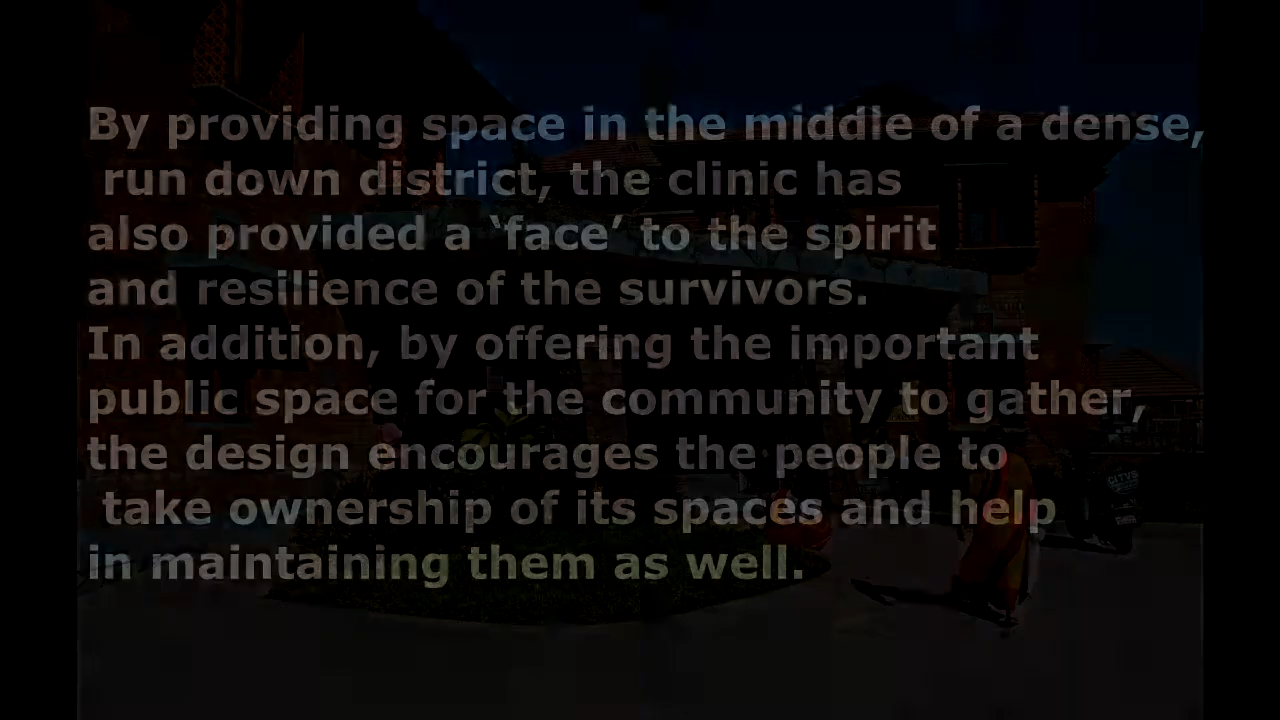 By providing space in the middle of a dense,
run down district, the clinic has
also provided a ‘face’ to the spirit
and resilience of the survivors.
In addition, by offering the important
public space for the community to gather,
the design encourages the people to
take ownership of its spaces and help
in maintaining them as well.